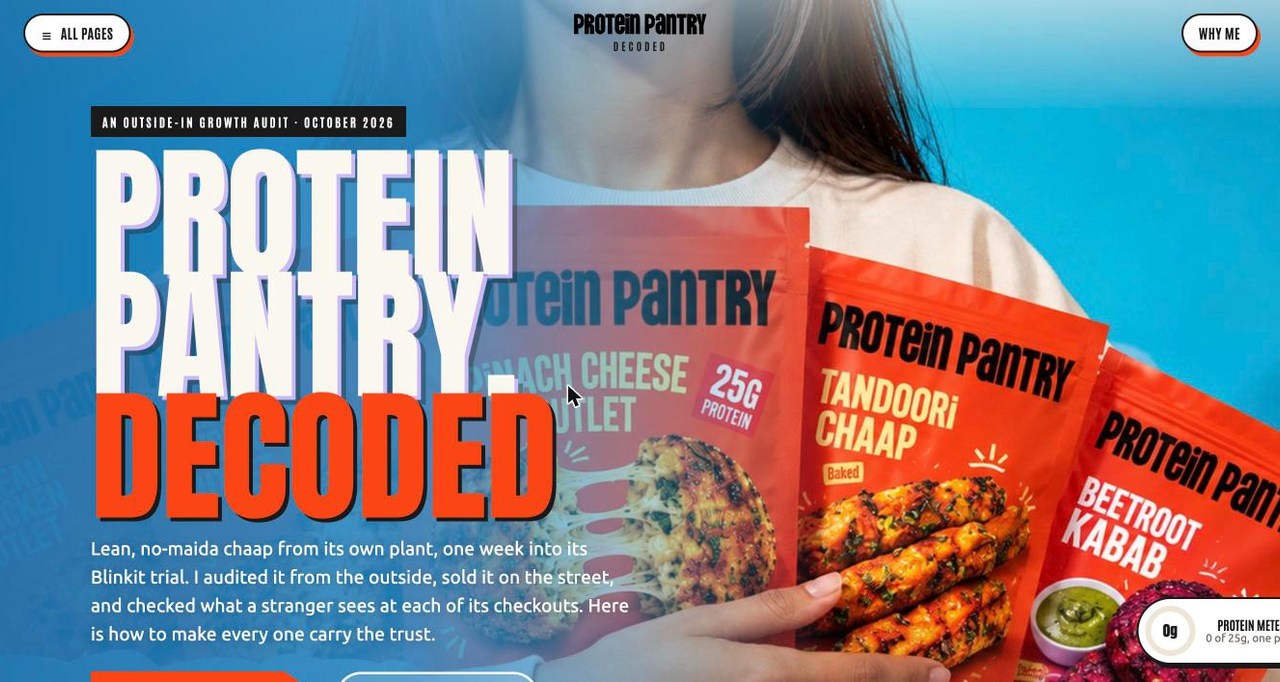 ≡ ALL PAGES
PROTEIN PANTRY
DECODED
WHY ME
AN OUTSIDE-IN GROWTH AUDIT · OCTOBER 2026
PROTEIN
PANTRY.
DECODED
Lean, no-maida chaap from its own plant, one week into its
Blinkit trial. I audited it from the outside, sold it on the street,
and checked what a stranger sees at each of its checkouts. Here
is how to make every one carry the trust.
PANTRY
CHEESE
25G
PROTEIN
PROTEIN PANTRY
TANDOORI
CHAAP
Baked
PROTEIN
BEETROOT
KABAB
0g
PROTEIN
0 of 25g, one